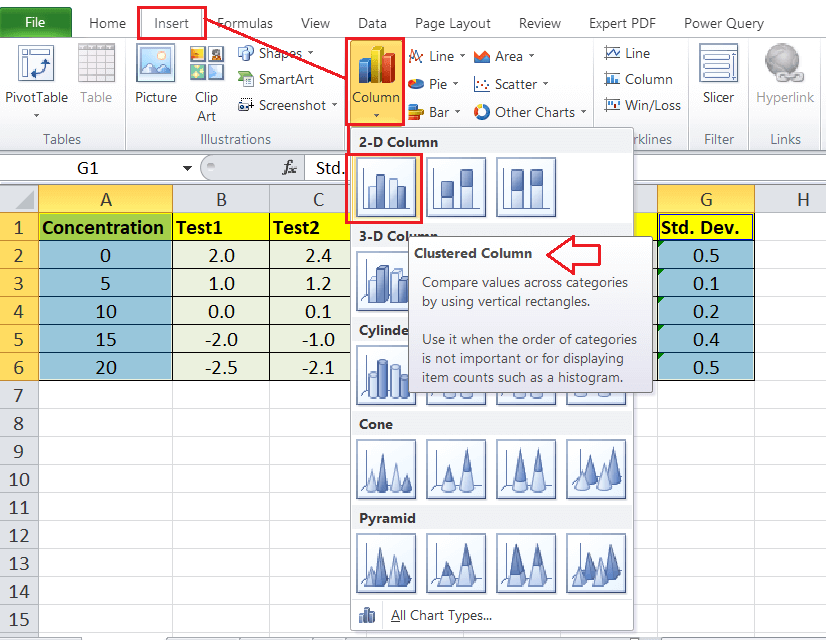 File Insert Formulas View Data Page Layout Review Expert PDF Power Query
PivotTable Table Picture Clip Art Shapes SmartArt Screenshot Column Line Area Pie Scatter Bar Other Charts Line Column Win/Loss Slicer Hyperlink
Tables Illustrations rklines Filter Links
G1 fx Std.
2-D Column
3-D Column
Clustered Column
Compare values across categories
by using vertical rectangles.
Use it when the order of categories
is not important or for displaying
item counts such as a histogram.
Cylinde
Cone
Pyramid
All Chart Types...
A B C G H
1 Concentration Test1 Test2 Std. Dev.
2 0 2.0 2.4 0.5
3 5 1.0 1.2 0.1
4 10 0.0 0.1 0.2
5 15 -2.0 -1.0 0.4
6 20 -2.5 -2.1 0.5
7
8
9
10
11
12
13
14
15